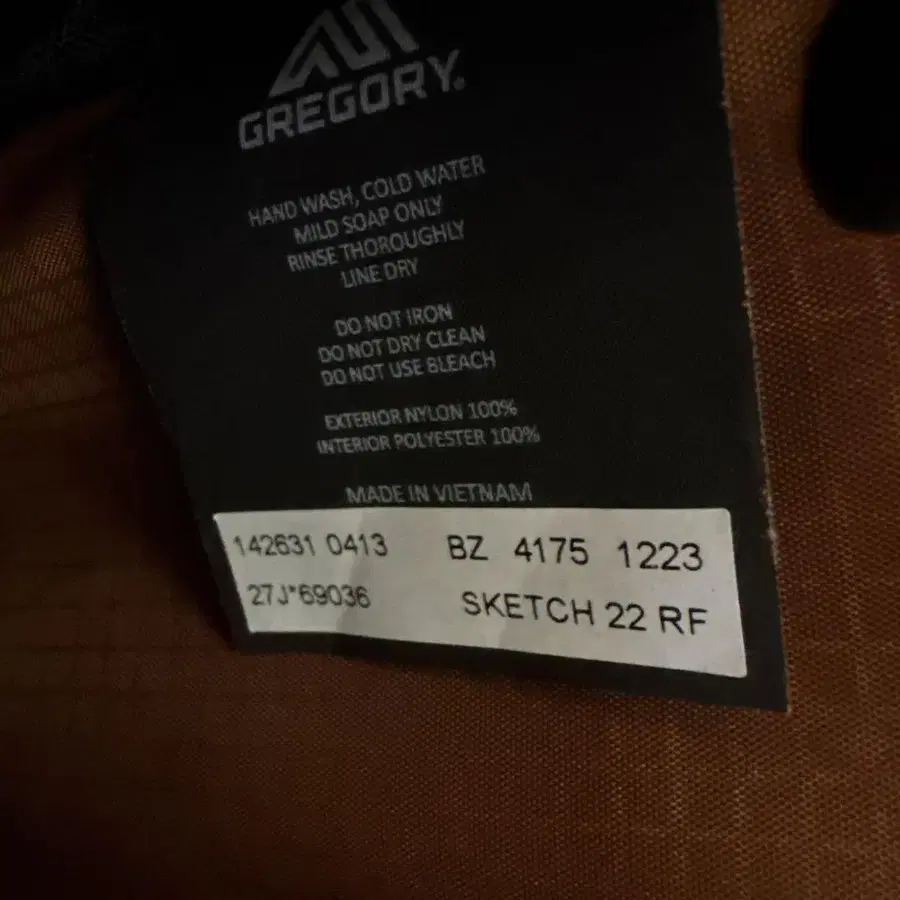 GREGORY.
HAND WASH, COLD WATER
MILD SOAP ONLY
RINSE THOROUGHLY
LINE DRY
DO NOT IRON
DO NOT DRY CLEAN
DO NOT USE BLEACH
EXTERIOR NYLON 100%
INTERIOR POLYESTER 100%
MADE IN VIETNAM
142631 0413 BZ 4175 1223
27J*69036 SKETCH 22 RF